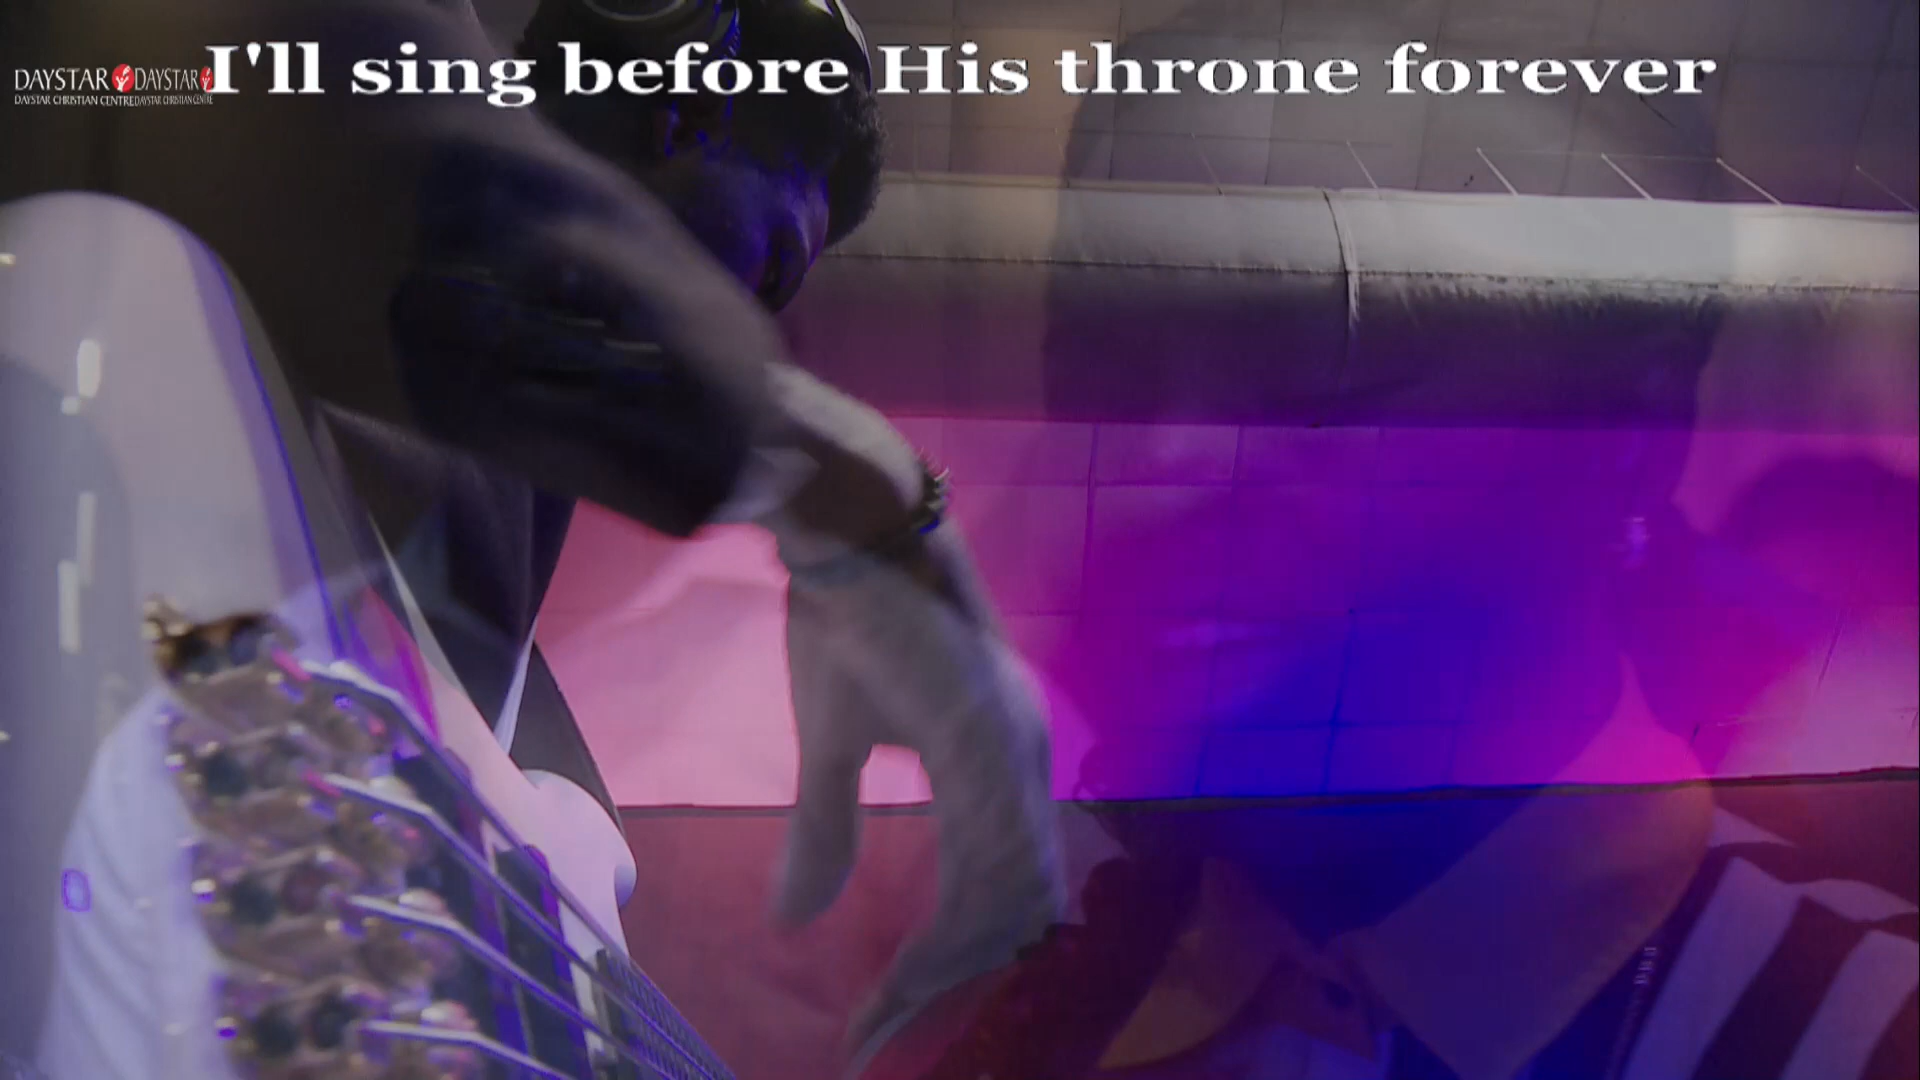 I'll sing before His throne forever
DAYSTAR DAYSTAR
DAYSTAR CHRISTIAN CENTRE DAYSTAR CHRISTIAN CENTRE